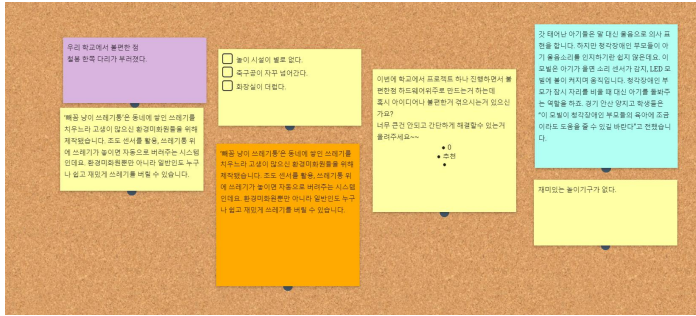 우리 학교에서 불편한 점
철봉 한쪽 다리가 부러졌다.
'빼꼼 냥이 쓰레기통'은 동네에 쌓인 쓰레기를
치우느라 고생이 많으신 환경미화원들을 위해
제작됐습니다. 조도 센서를 활용, 쓰레기통 위
에 쓰레기가 놓이면 자동으로 버려주는 시스템
인데요. 환경미화원뿐만 아니라 일반인도 누구
나 쉽고 재밌게 쓰레기를 버릴 수 있습니다.
놀이 시설이 별로 없다.
축구공이 자꾸 넘어간다.
화장실이 더럽다.
'빼꼼 냥이 쓰레기통'은 동네에 쌓인 쓰레기를
치우느라 고생이 많으신 환경미화원들을 위해
제작됐습니다. 조도 센서를 활용, 쓰레기통 위
에 쓰레기가 놓이면 자동으로 버려주는 시스템
인데요. 환경미화원뿐만 아니라 일반인도 누구
나 쉽고 재밌게 쓰레기를 버릴 수 있습니다.
이번에 학교에서 프로젝트 하나 진행하면서 불
편한점 하드웨어위주로 만드는거 하는데
혹시 아이디어나 불편한거 겪으시는거 있으신
가요?
너무 큰건 안되고 간단하게 해결할수 있는거
올려주세요~~
0
추천
갓 태어난 아기들은 말 대신 울음으로 의사 표
현을 합니다. 하지만 청각장애인 부모들이 아
기 울음소리를 인지하기란 쉽지 않은데요. 이
모빌은 아기가 울면 소리 센서가 감지, LED 모
빌에 불이 켜지며 움직입니다. 청각장애인 부
모가 잠시 자리를 비울 때 대신 아기를 돌봐주
는 역할을 하죠. 경기 안산 양지고 학생들은
"이 모빌이 청각장애인 부모들의 육아에 조금
이라도 도움을 줄 수 있길 바란다"고 전했습니
다.
재미있는 놀이기구가 없다.